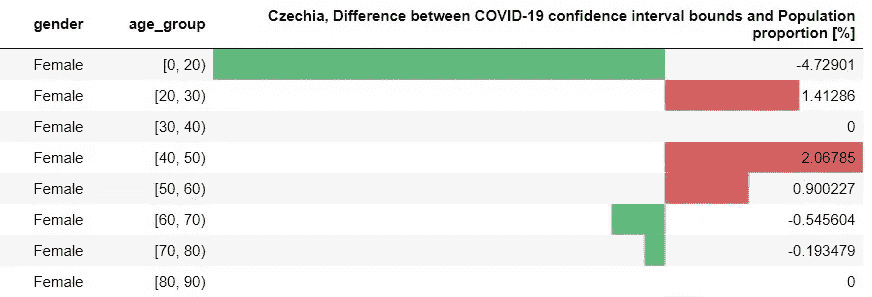 gender age_group Czechia, Difference between COVID-19 confidence interval bounds and Population
proportion [%]
Female [0, 20) -4.72901
Female [20, 30) 1.41286
Female [30, 40) 0
Female [40, 50) 2.06785
Female [50, 60) 0.900227
Female [60, 70) -0.545604
Female [70, 80) -0.193479
Female [80, 90) 0